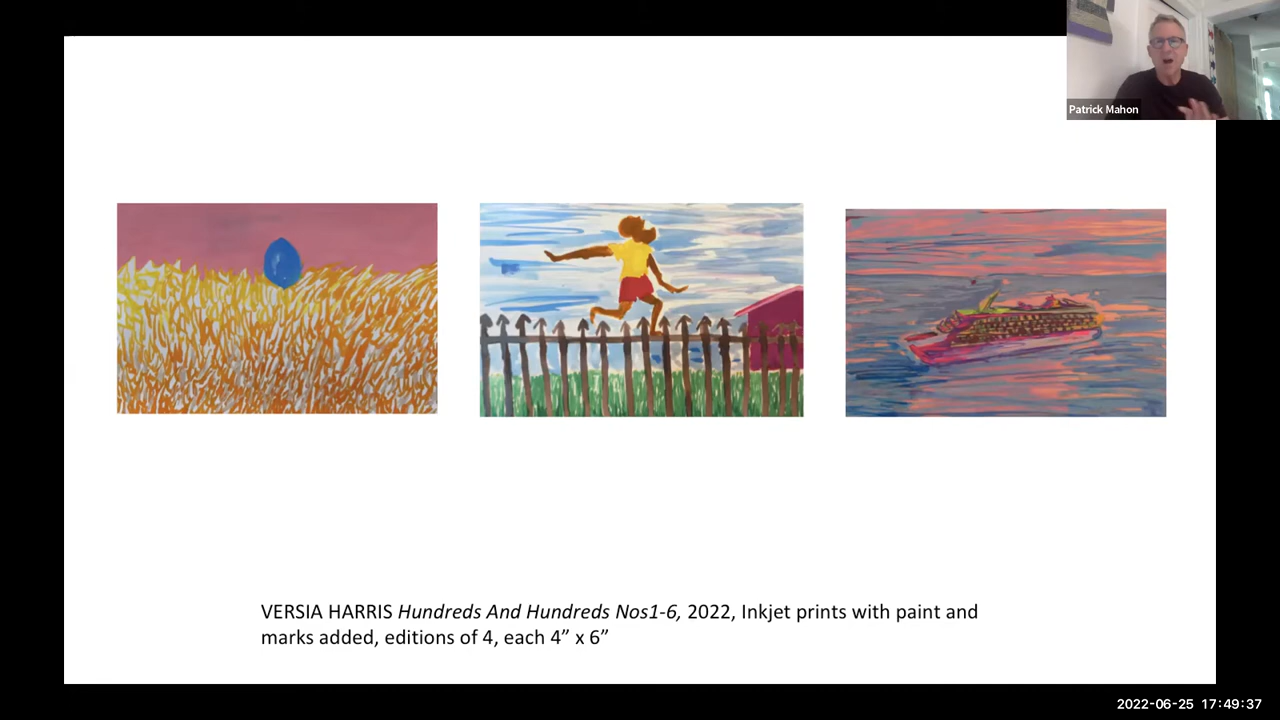 Patrick Mahon
VERSIA HARRIS Hundreds And Hundreds Nos1-6, 2022, Inkjet prints with paint and
marks added, editions of 4, each 4” x 6”
2022-06-25 17:49:37